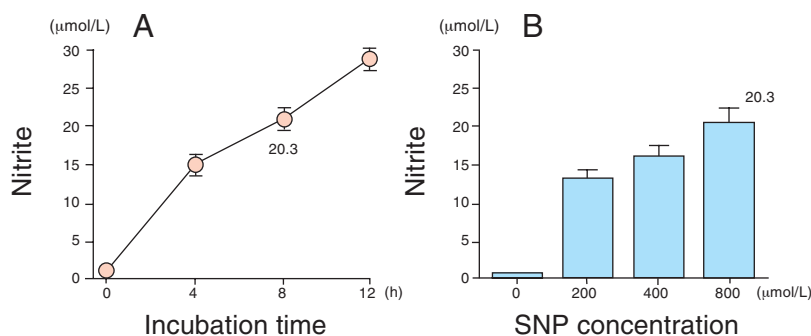 (μmol/L)
A
30
25
20
15
10
5
0
Nitrite
20.3
0
4
8
12
(h)
Incubation time
(μmol/L)
B
30
25
20
15
10
5
0
Nitrite
20.3
0
200
400
800
(μmol/L)
SNP concentration